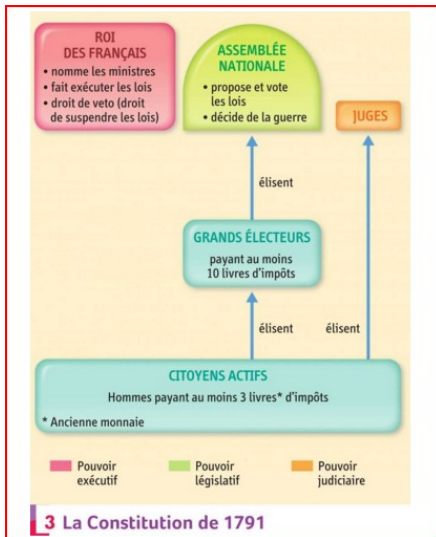 ROI
DES FRANÇAIS
• nomme les ministres
• fait exécuter les lois
• droit de veto (droit
de suspendre les lois)
ASSEMBLÉE
NATIONALE
• propose et vote
les lois
• décide de la guerre
JUGES
élisent
GRANDS ÉLECTEURS
payant au moins
10 livres d'impôts
élisent
élisent
CITOYENS ACTIFS
Hommes payant au moins 3 livres* d'impôts
* Ancienne monnaie
Pouvoir
exécutif
Pouvoir
législatif
Pouvoir
judiciaire
3 La Constitution de 1791